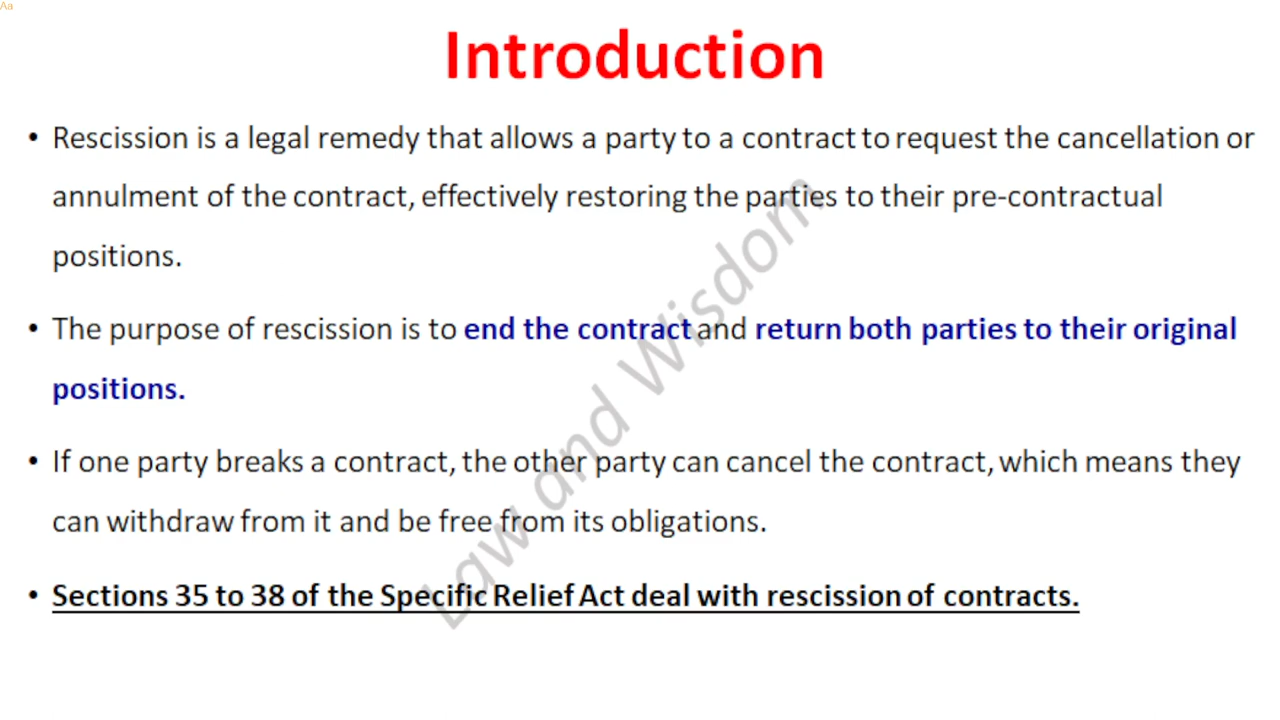 Aa
Introduction
• Rescission is a legal remedy that allows a party to a contract to request the cancellation or
annulment of the contract, effectively restoring the parties to their pre-contractual
positions.
• The purpose of rescission is to end the contract and return both parties to their original
positions.
• If one party breaks a contract, the other party can cancel the contract, which means they
can withdraw from it and be free from its obligations.
• Sections 35 to 38 of the Specific Relief Act deal with rescission of contracts.
Law and Wisdom